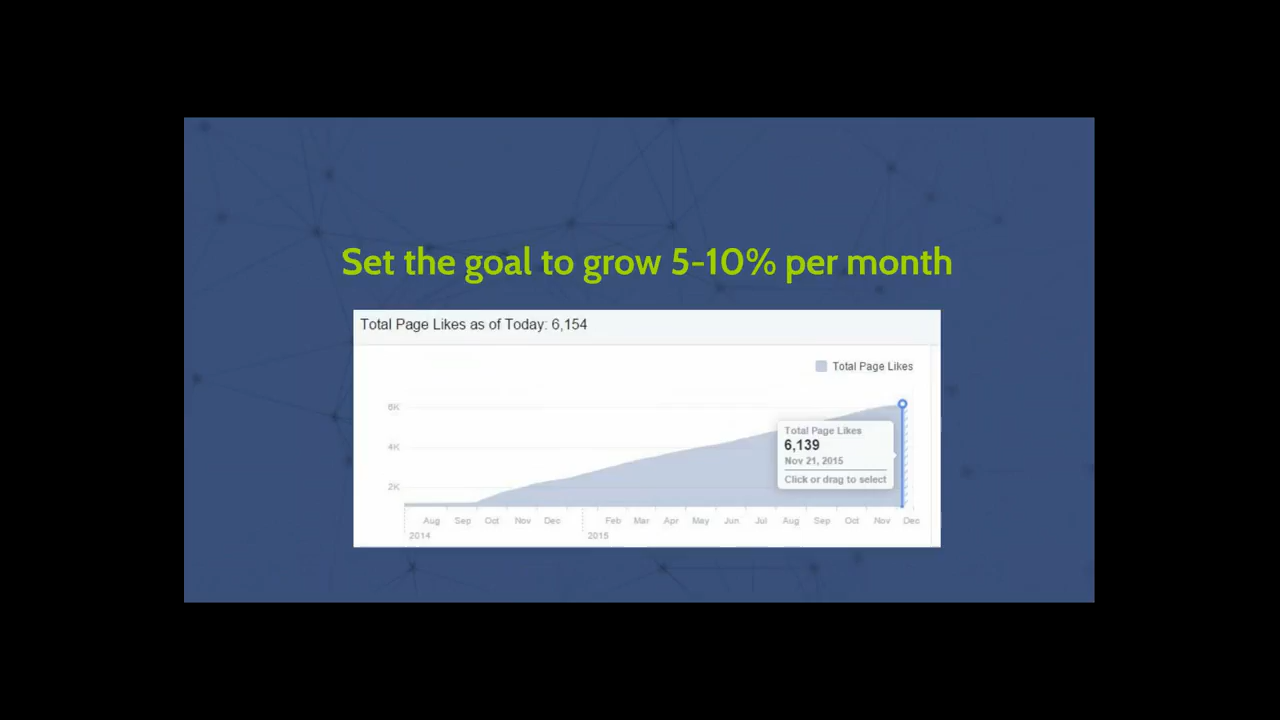 Set the goal to grow 5-10% per month
Total Page Likes as of Today: 6,154
Total Page Likes
6K
4K
2K
Total Page Likes
6,139
Nov 21, 2015
Click or drag to select
Aug Sep Oct Nov Dec Feb Mar Apr May Jun Jul Aug Sep Oct Nov Dec
2014 2015